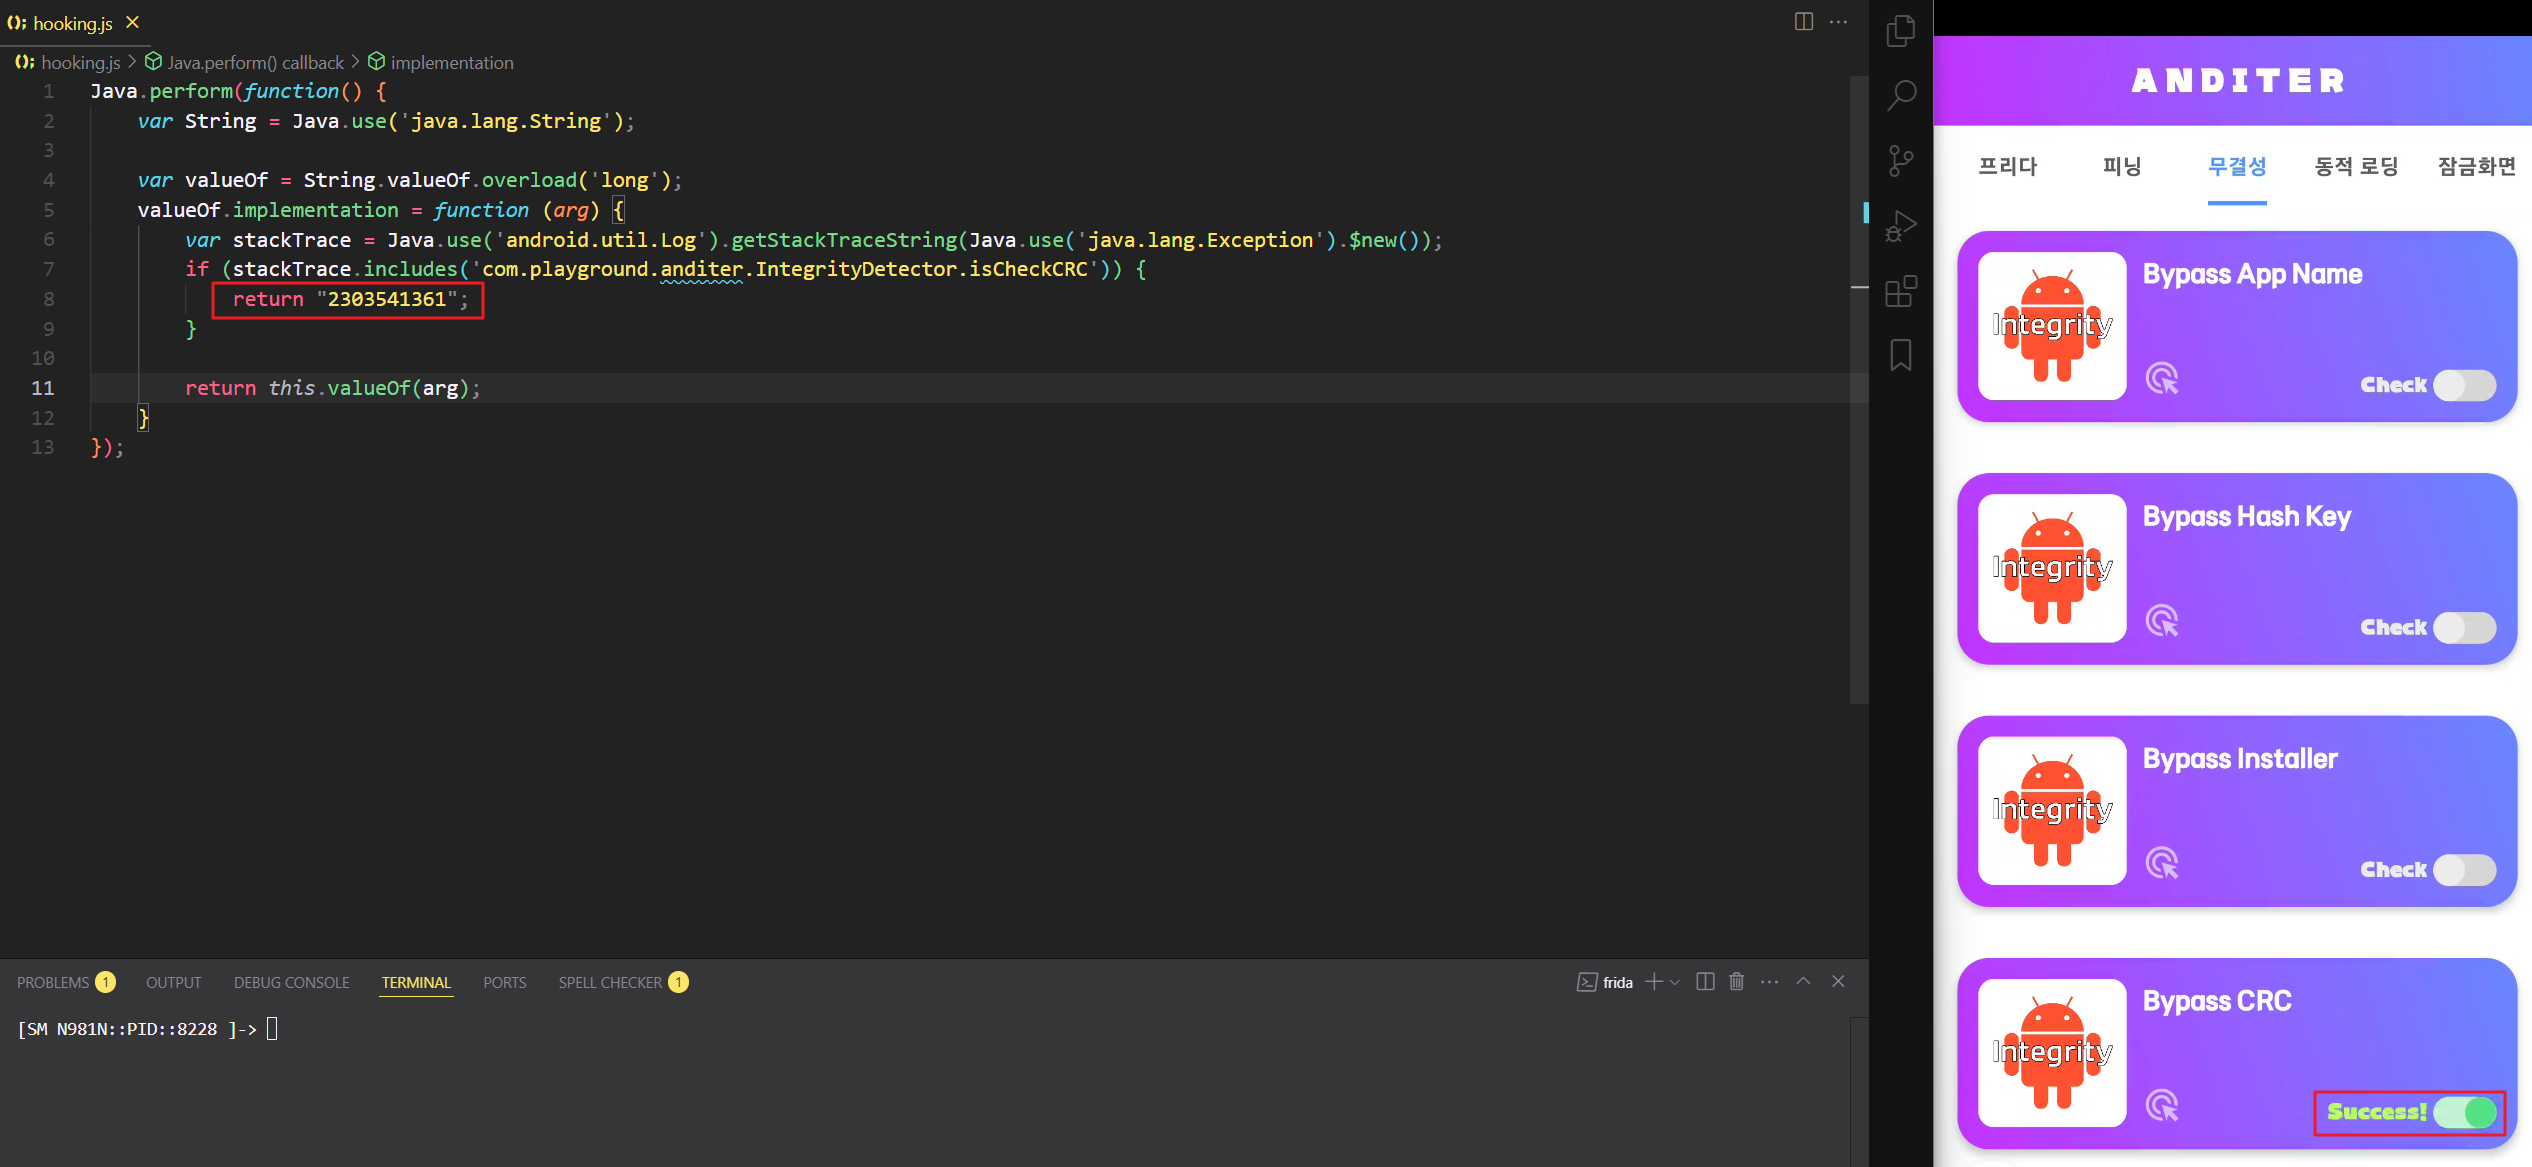 hooking.js
hooking.js > Java.perform() callback > implementation
1 Java.perform(function() {
2 var String = Java.use('java.lang.String');
3
4 var valueOf = String.valueOf.overload('long');
5 valueOf.implementation = function (arg) {
6 var stackTrace = Java.use('android.util.Log').getStackTraceString(Java.use('java.lang.Exception').$new());
7 if (stackTrace.includes('com.playground.anditer.IntegrityDetector.isCheckCRC')) {
8 return "2303541361";
9 }
10
11 return this.valueOf(arg);
12 }
13 });
PROBLEMS 1 OUTPUT DEBUG CONSOLE TERMINAL PORTS SPELL CHECKER 1
frida
[SM N981N::PID::8228 ]->
ANDITER
프리다 피닝 무결성 동적 로딩 잠금화면
Bypass App Name
Integrity
Check
Bypass Hash Key
Integrity
Check
Bypass Installer
Integrity
Check
Bypass CRC
Integrity
Success!